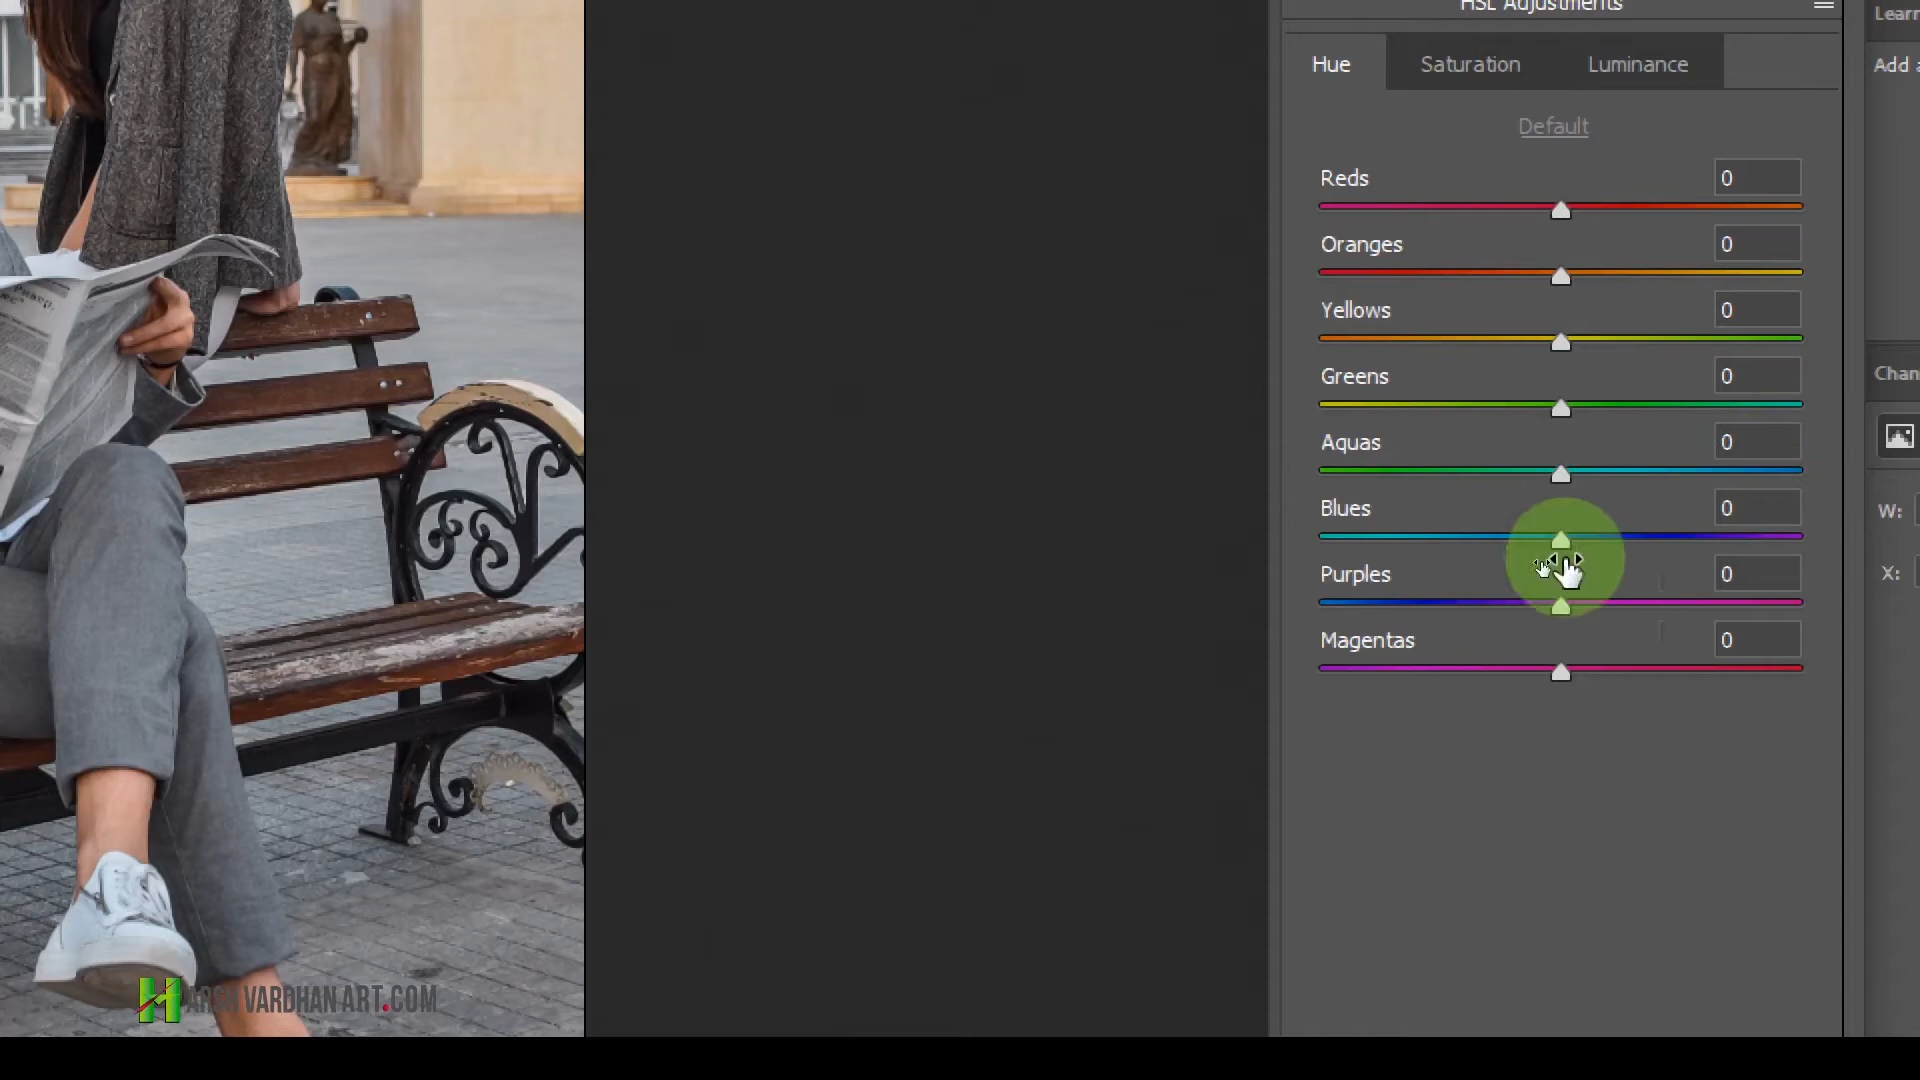 HSL Adjustments
Learn
Hue Saturation Luminance
Add a
Default
Reds 0
Oranges 0
Yellows 0
Greens 0
Chan
Aquas 0
Blues 0
W:
Purples 0
X:
Magentas 0
HARSH VARDHAN ART.COM